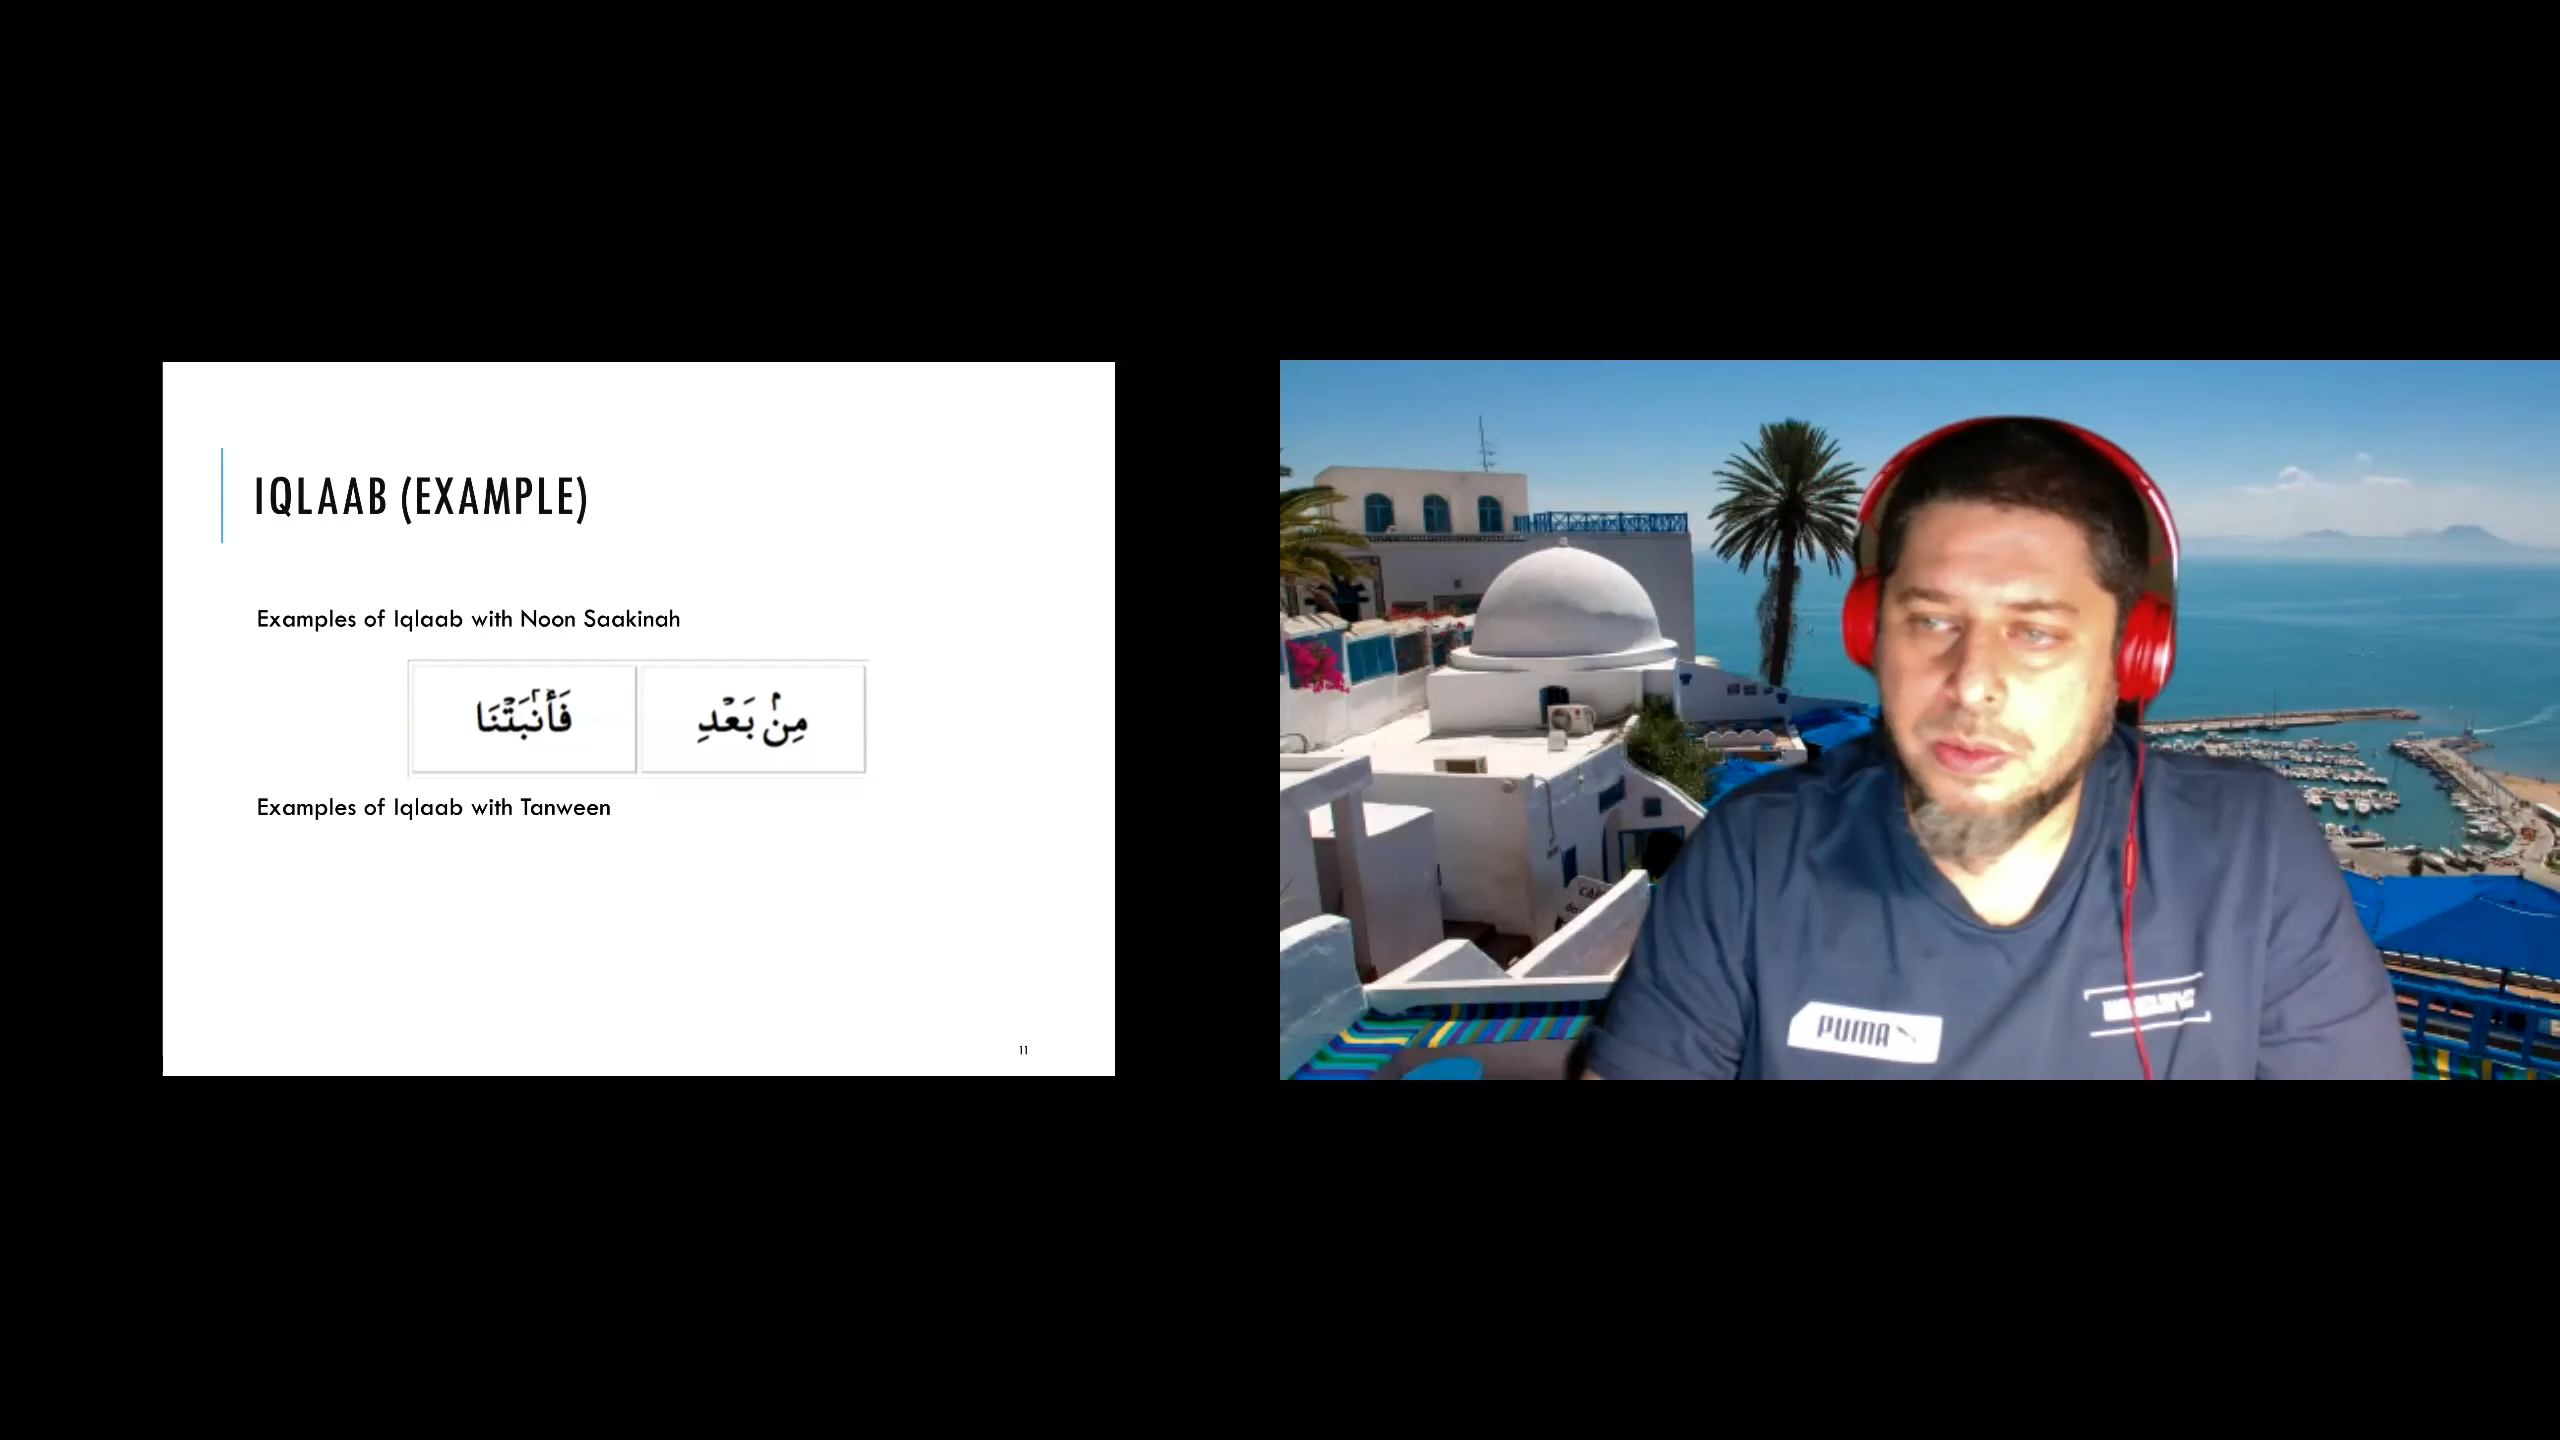 IQLAAB (EXAMPLE)
Examples of Iqlaab with Noon Saakinah
مِنۢ بَعْدِ
فَأَنۢبَتْنَا
Examples of Iqlaab with Tanween
11
PUMA